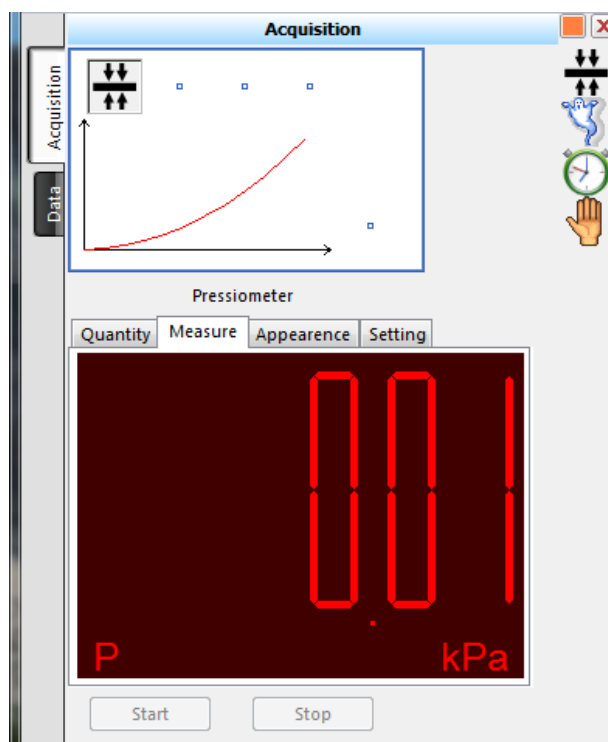 Acquisition
Acquisition
Data
Pressiometer
Quantity Measure Appearence Setting
0.01
P kPa
Start Stop